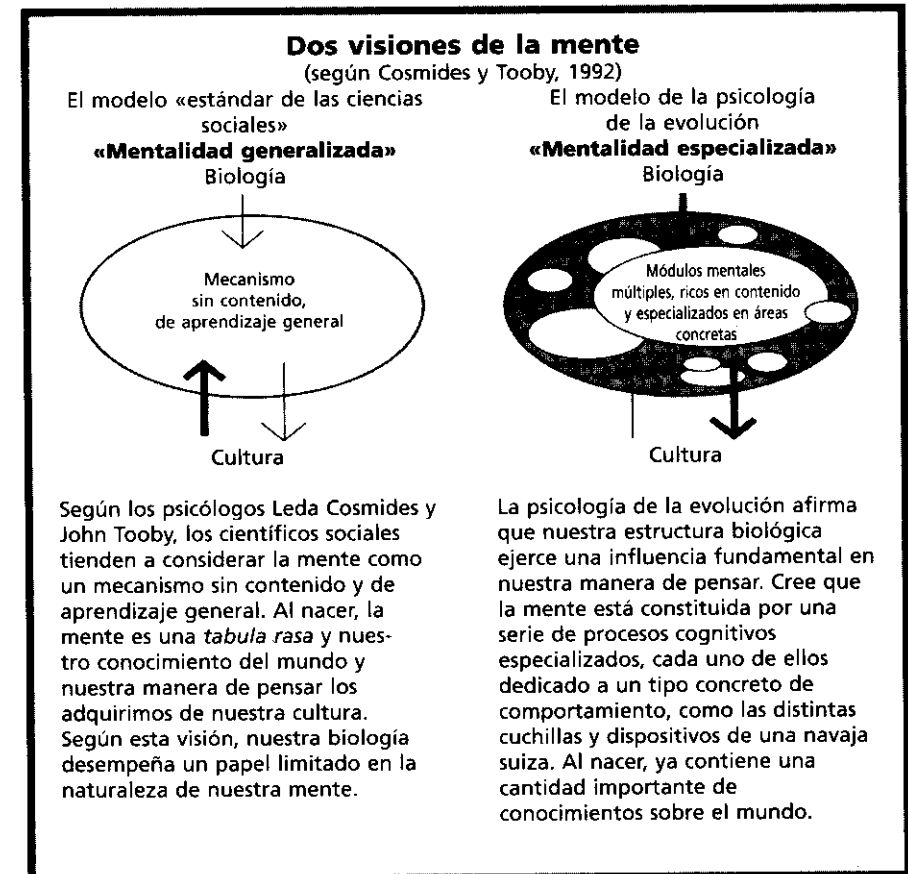 Dos visiones de la mente
(según Cosmides y Tooby, 1992)
El modelo «estándar de las ciencias
sociales»
«Mentalidad generalizada»
Biología
Mecanismo
sin contenido,
de aprendizaje general
Cultura
Según los psicólogos Leda Cosmides y
John Tooby, los científicos sociales
tienden a considerar la mente como
un mecanismo sin contenido y de
aprendizaje general. Al nacer, la
mente es una tabula rasa y nues-
tro conocimiento del mundo y
nuestra manera de pensar los
adquirimos de nuestra cultura.
Según esta visión, nuestra biología
desempeña un papel limitado en la
naturaleza de nuestra mente.
El modelo de la psicología
de la evolución
«Mentalidad especializada»
Biología
Módulos mentales
múltiples, ricos en contenido
y especializados en áreas
concretas
Cultura
La psicología de la evolución afirma
que nuestra estructura biológica
ejerce una influencia fundamental en
nuestra manera de pensar. Cree que
la mente está constituida por una
serie de procesos cognitivos
especializados, cada uno de ellos
dedicado a un tipo concreto de
comportamiento, como las distintas
cuchillas y dispositivos de una navaja
suiza. Al nacer, ya contiene una
cantidad importante de
conocimientos sobre el mundo.